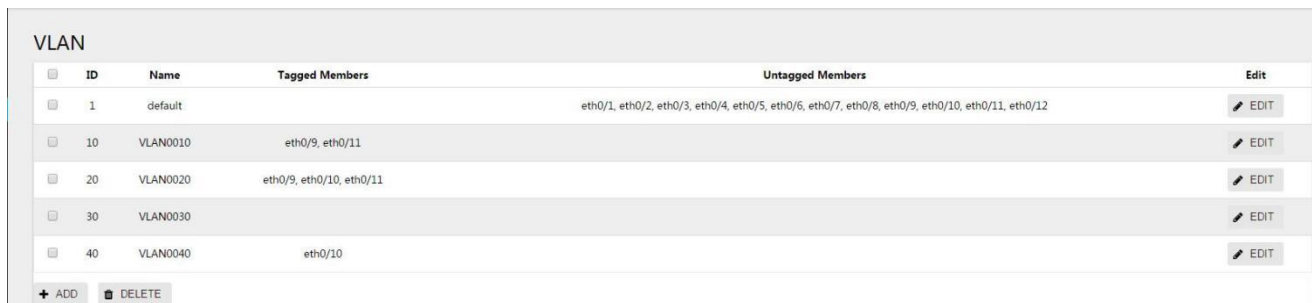 VLAN
ID Name Tagged Members Untagged Members Edit
1 default eth0/1, eth0/2, eth0/3, eth0/4, eth0/5, eth0/6, eth0/7, eth0/8, eth0/9, eth0/10, eth0/11, eth0/12 EDIT
10 VLAN0010 eth0/9, eth0/11 EDIT
20 VLAN0020 eth0/9, eth0/10, eth0/11 EDIT
30 VLAN0030 EDIT
40 VLAN0040 eth0/10 EDIT
+ ADD DELETE